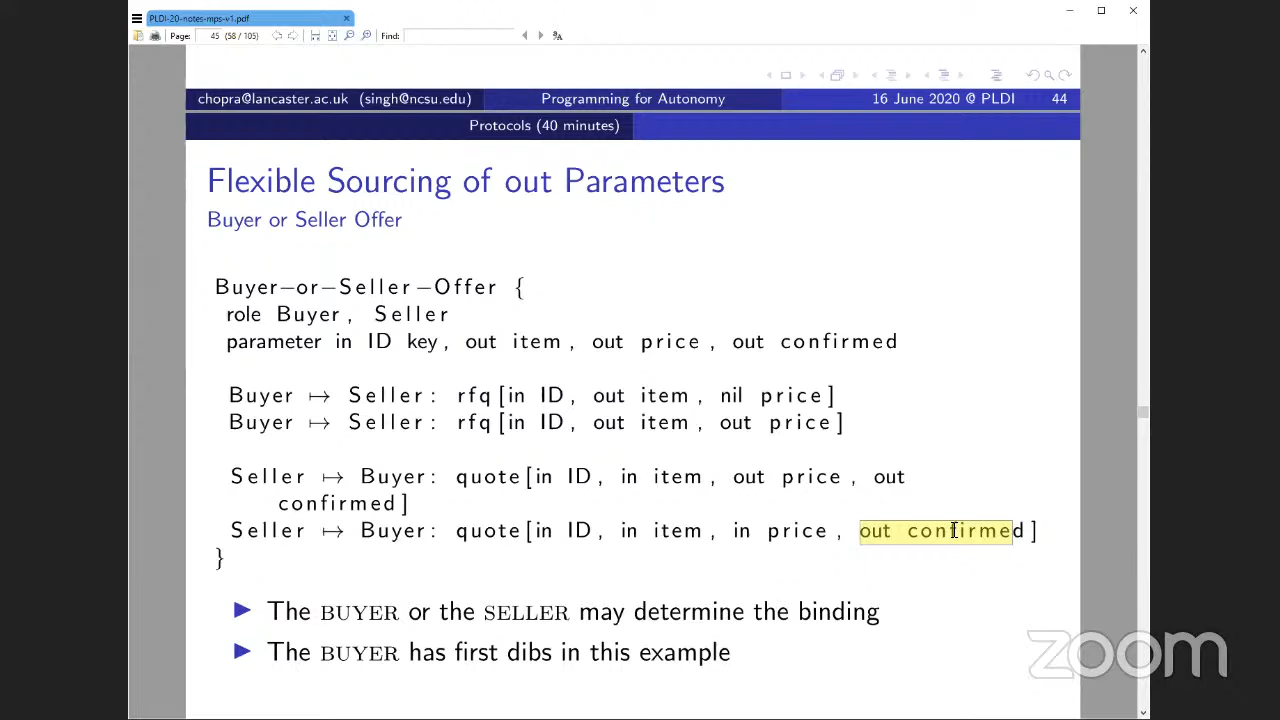 PLDI-20-notes-mps-v1.pdf
Page: 45 (58 / 105) Find:
chopra@lancaster.ac.uk (singh@ncsu.edu) Programming for Autonomy 16 June 2020 @ PLDI 44
Protocols (40 minutes)
Flexible Sourcing of out Parameters
Buyer or Seller Offer
Buyer−or−Seller−Offer {
role Buyer, Seller
parameter in ID key, out item, out price, out confirmed
Buyer ↦ Seller: rfq[in ID, out item, nil price]
Buyer ↦ Seller: rfq[in ID, out item, out price]
Seller ↦ Buyer: quote[in ID, in item, out price, out
confirmed]
Seller ↦ Buyer: quote[in ID, in item, in price, out confirmed]
}
The BUYER or the SELLER may determine the binding
The BUYER has first dibs in this example
zoom